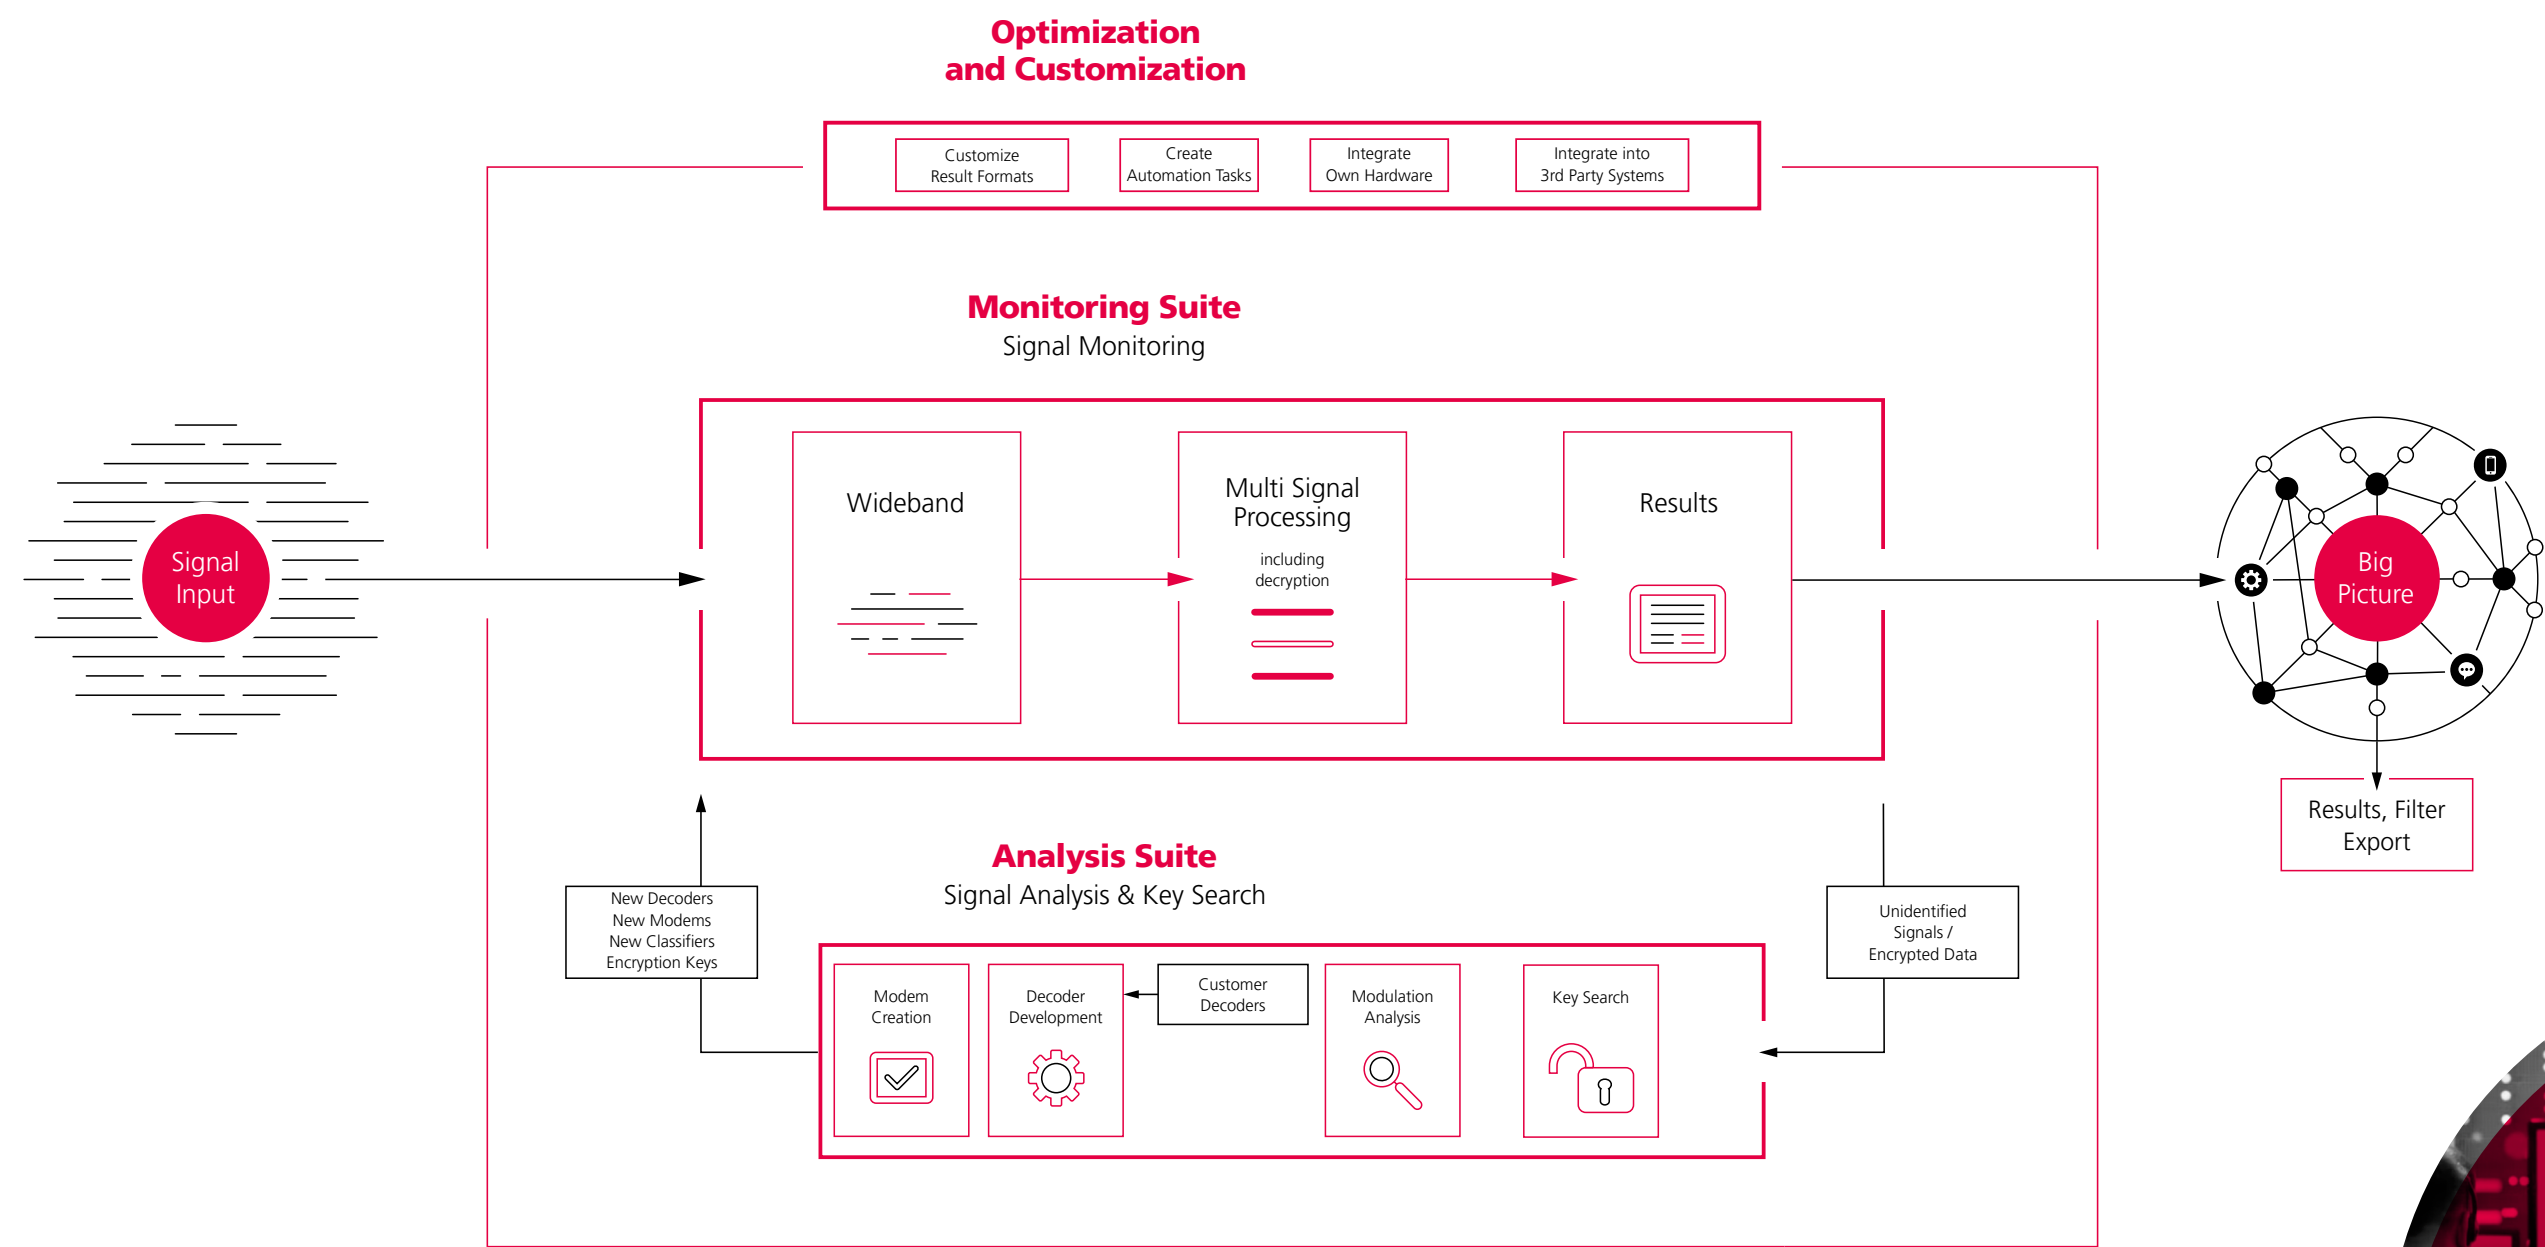 Optimization
and Customization
Customize
Result Formats
Create
Automation Tasks
Integrate
Own Hardware
Integrate into
3rd Party Systems
Monitoring Suite
Signal Monitoring
Signal
Input
Wideband
Multi Signal
Processing
including
decryption
Results
Big
Picture
Results, Filter
Export
Analysis Suite
Signal Analysis & Key Search
New Decoders
New Modems
New Classifiers
Encryption Keys
Modem
Creation
Decoder
Development
Customer
Decoders
Modulation
Analysis
Key Search
Unidentified
Signals /
Encrypted Data